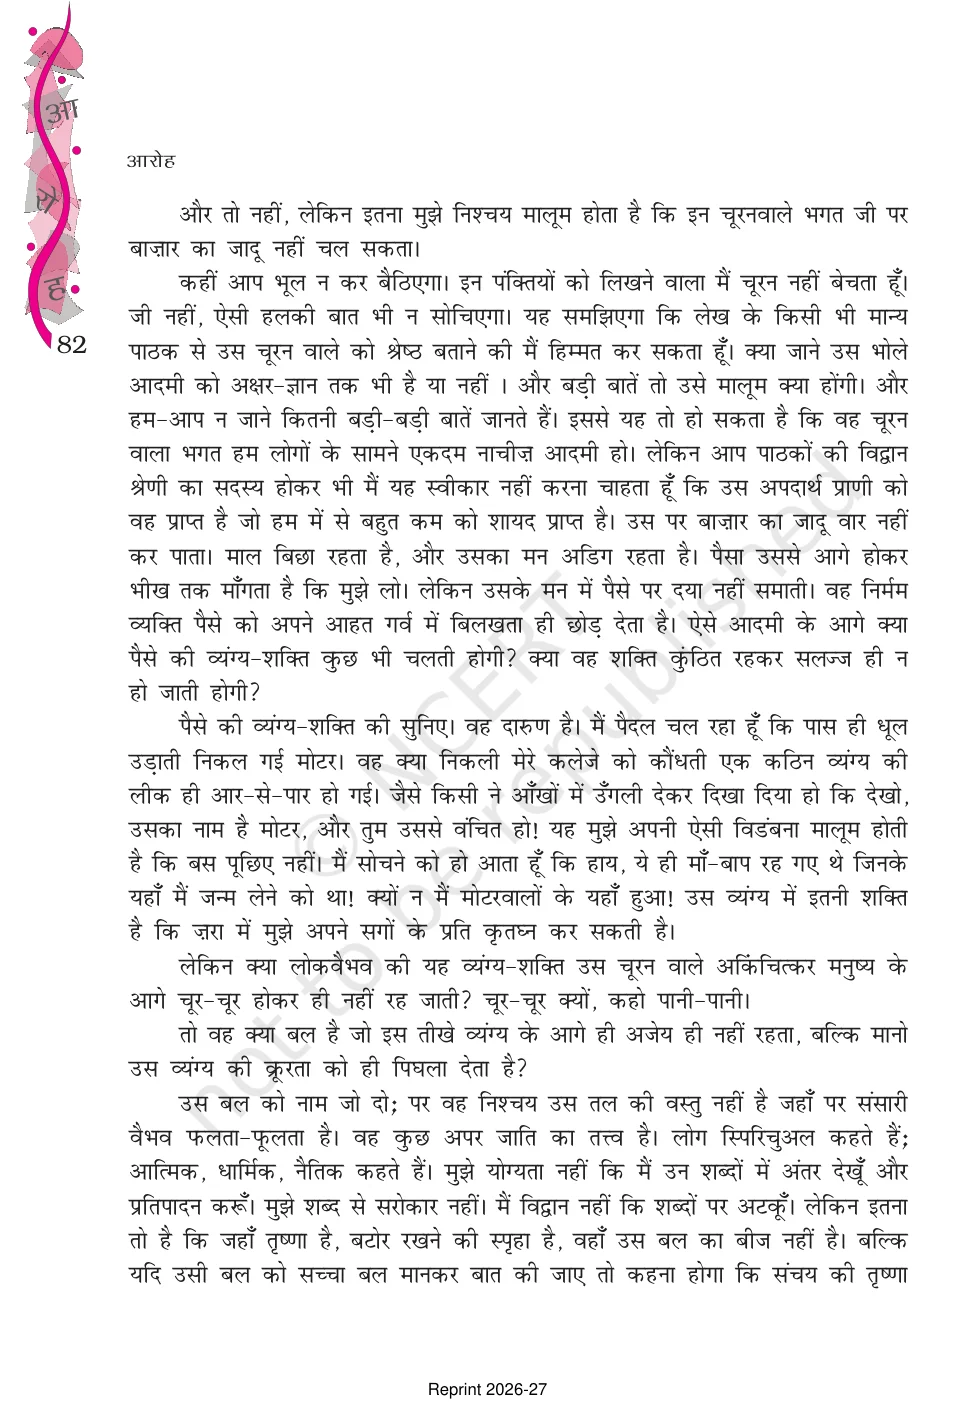 आ
रो
ह
82
आरोह
और तो नहीं, लेकिन इतना मुझे निश्चय मालूम होता है कि इन चूरनवाले भगत जी पर
बाज़ार का जादू नहीं चल सकता।
कहीं आप भूल न कर बैठिएगा। इन पंक्तियों को लिखने वाला मैं चूरन नहीं बेचता हूँ।
जी नहीं, ऐसी हलकी बात भी न सोचिएगा। यह समझिएगा कि लेख के किसी भी मान्य
पाठक से उस चूरन वाले को श्रेष्ठ बताने की मैं हिम्मत कर सकता हूँ। क्या जाने उस भोले
आदमी को अक्षर-ज्ञान तक भी है या नहीं । और बड़ी बातें तो उसे मालूम क्या होंगी। और
हम-आप न जाने कितनी बड़ी-बड़ी बातें जानते हैं। इससे यह तो हो सकता है कि वह चूरन
वाला भगत हम लोगों के सामने एकदम नाचीज़ आदमी हो। लेकिन आप पाठकों की विद्वान
श्रेणी का सदस्य होकर भी मैं यह स्वीकार नहीं करना चाहता हूँ कि उस अपदार्थ प्राणी को
वह प्राप्त है जो हम में से बहुत कम को शायद प्राप्त है। उस पर बाज़ार का जादू वार नहीं
कर पाता। माल बिछा रहता है, और उसका मन अडिग रहता है। पैसा उससे आगे होकर
भीख तक माँगता है कि मुझे लो। लेकिन उसके मन में पैसे पर दया नहीं समाती। वह निर्मम
व्यक्ति पैसे को अपने आहत गर्व में बिलखता ही छोड़ देता है। ऐसे आदमी के आगे क्या
पैसे की व्यंग्य-शक्ति कुछ भी चलती होगी? क्या वह शक्ति कुंठित रहकर सलज्ज ही न
हो जाती होगी?
पैसे की व्यंग्य-शक्ति की सुनिए। वह दारुण है। मैं पैदल चल रहा हूँ कि पास ही धूल
उड़ाती निकल गई मोटर। वह क्या निकली मेरे कलेजे को कौंधती एक कठिन व्यंग्य की
लीक ही आर-से-पार हो गई। जैसे किसी ने आँखों में उँगली देकर दिखा दिया हो कि देखो,
उसका नाम है मोटर, और तुम उससे वंचित हो! यह मुझे अपनी ऐसी विडंबना मालूम होती
है कि बस पूछिए नहीं। मैं सोचने को हो आता हूँ कि हाय, ये ही माँ-बाप रह गए थे जिनके
यहाँ मैं जन्म लेने को था! क्यों न मैं मोटरवालों के यहाँ हुआ! उस व्यंग्य में इतनी शक्ति
है कि ज़रा में मुझे अपने सगों के प्रति कृतघ्न कर सकती है।
लेकिन क्या लोकवैभव की यह व्यंग्य-शक्ति उस चूरन वाले अकिंचित्कर मनुष्य के
आगे चूर-चूर होकर ही नहीं रह जाती? चूर-चूर क्यों, कहो पानी-पानी।
तो वह क्या बल है जो इस तीखे व्यंग्य के आगे ही अजेय ही नहीं रहता, बल्कि मानो
उस व्यंग्य की क्रूरता को ही पिघला देता है?
उस बल को नाम जो दो; पर वह निश्चय उस तल की वस्तु नहीं है जहाँ पर संसारी
वैभव फलता-फूलता है। वह कुछ अपर जाति का तत्त्व है। लोग स्पिरिचुअल कहते हैं;
आत्मिक, धार्मिक, नैतिक कहते हैं। मुझे योग्यता नहीं कि मैं उन शब्दों में अंतर देखूँ और
प्रतिपादन करूँ। मुझे शब्द से सरोकार नहीं। मैं विद्वान नहीं कि शब्दों पर अटकूँ। लेकिन इतना
तो है कि जहाँ तृष्णा है, बटोर रखने की स्पृहा है, वहाँ उस बल का बीज नहीं है। बल्कि
यदि उसी बल को सच्चा बल मानकर बात की जाए तो कहना होगा कि संचय की तृष्णा
© NCERT
not to be republished
Reprint 2026-27